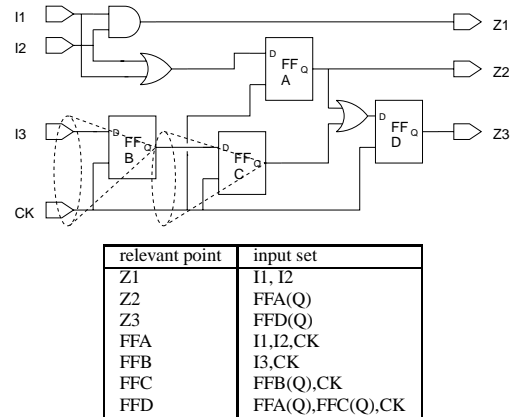 I1
Z1
I2
D
FF
Q
A
Z2
I3
D
FF
Q
B
D
FF
Q
C
D
FF
Q
D
Z3
CK
relevant point input set
Z1 I1, I2
Z2 FFA(Q)
Z3 FFD(Q)
FFA I1,I2,CK
FFB I3,CK
FFC FFB(Q),CK
FFD FFA(Q),FFC(Q),CK